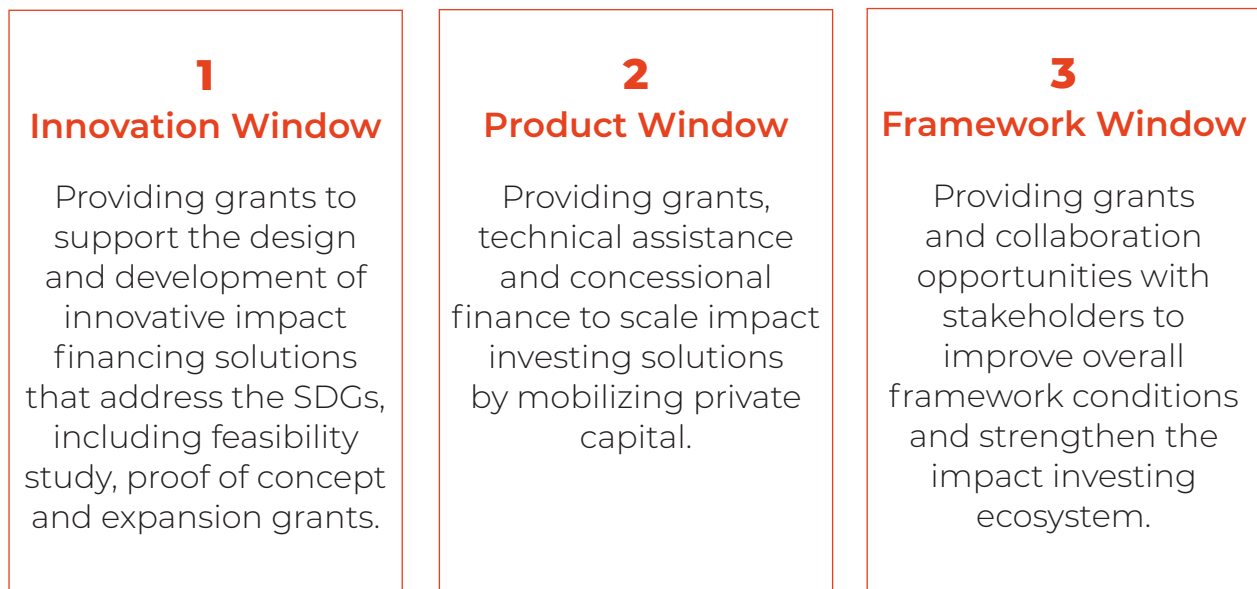 1
Innovation Window
Providing grants to
support the design
and development of
innovative impact
financing solutions
that address the SDGs,
including feasibility
study, proof of concept
and expansion grants.
2
Product Window
Providing grants,
technical assistance
and concessional
finance to scale impact
investing solutions
by mobilizing private
capital.
3
Framework Window
Providing grants
and collaboration
opportunities with
stakeholders to
improve overall
framework conditions
and strengthen the
impact investing
ecosystem.